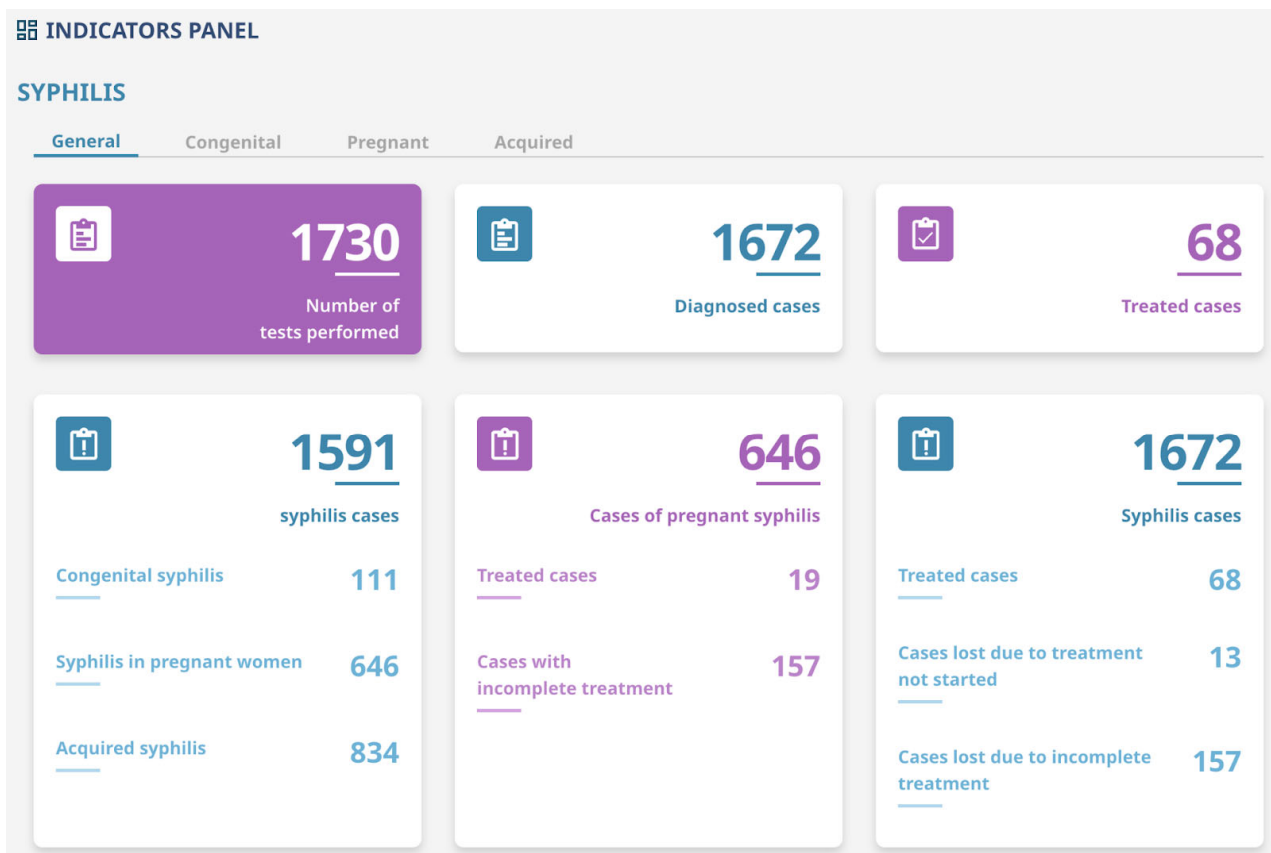 INDICATORS PANEL
SYPHILIS
General Congenital Pregnant Acquired
1730
Number of
tests performed
1672
Diagnosed cases
68
Treated cases
1591
syphilis cases
Congenital syphilis 111
Syphilis in pregnant women 646
Acquired syphilis 834
646
Cases of pregnant syphilis
Treated cases 19
Cases with 157
incomplete treatment
1672
Syphilis cases
Treated cases 68
Cases lost due to treatment 13
not started
Cases lost due to incomplete 157
treatment